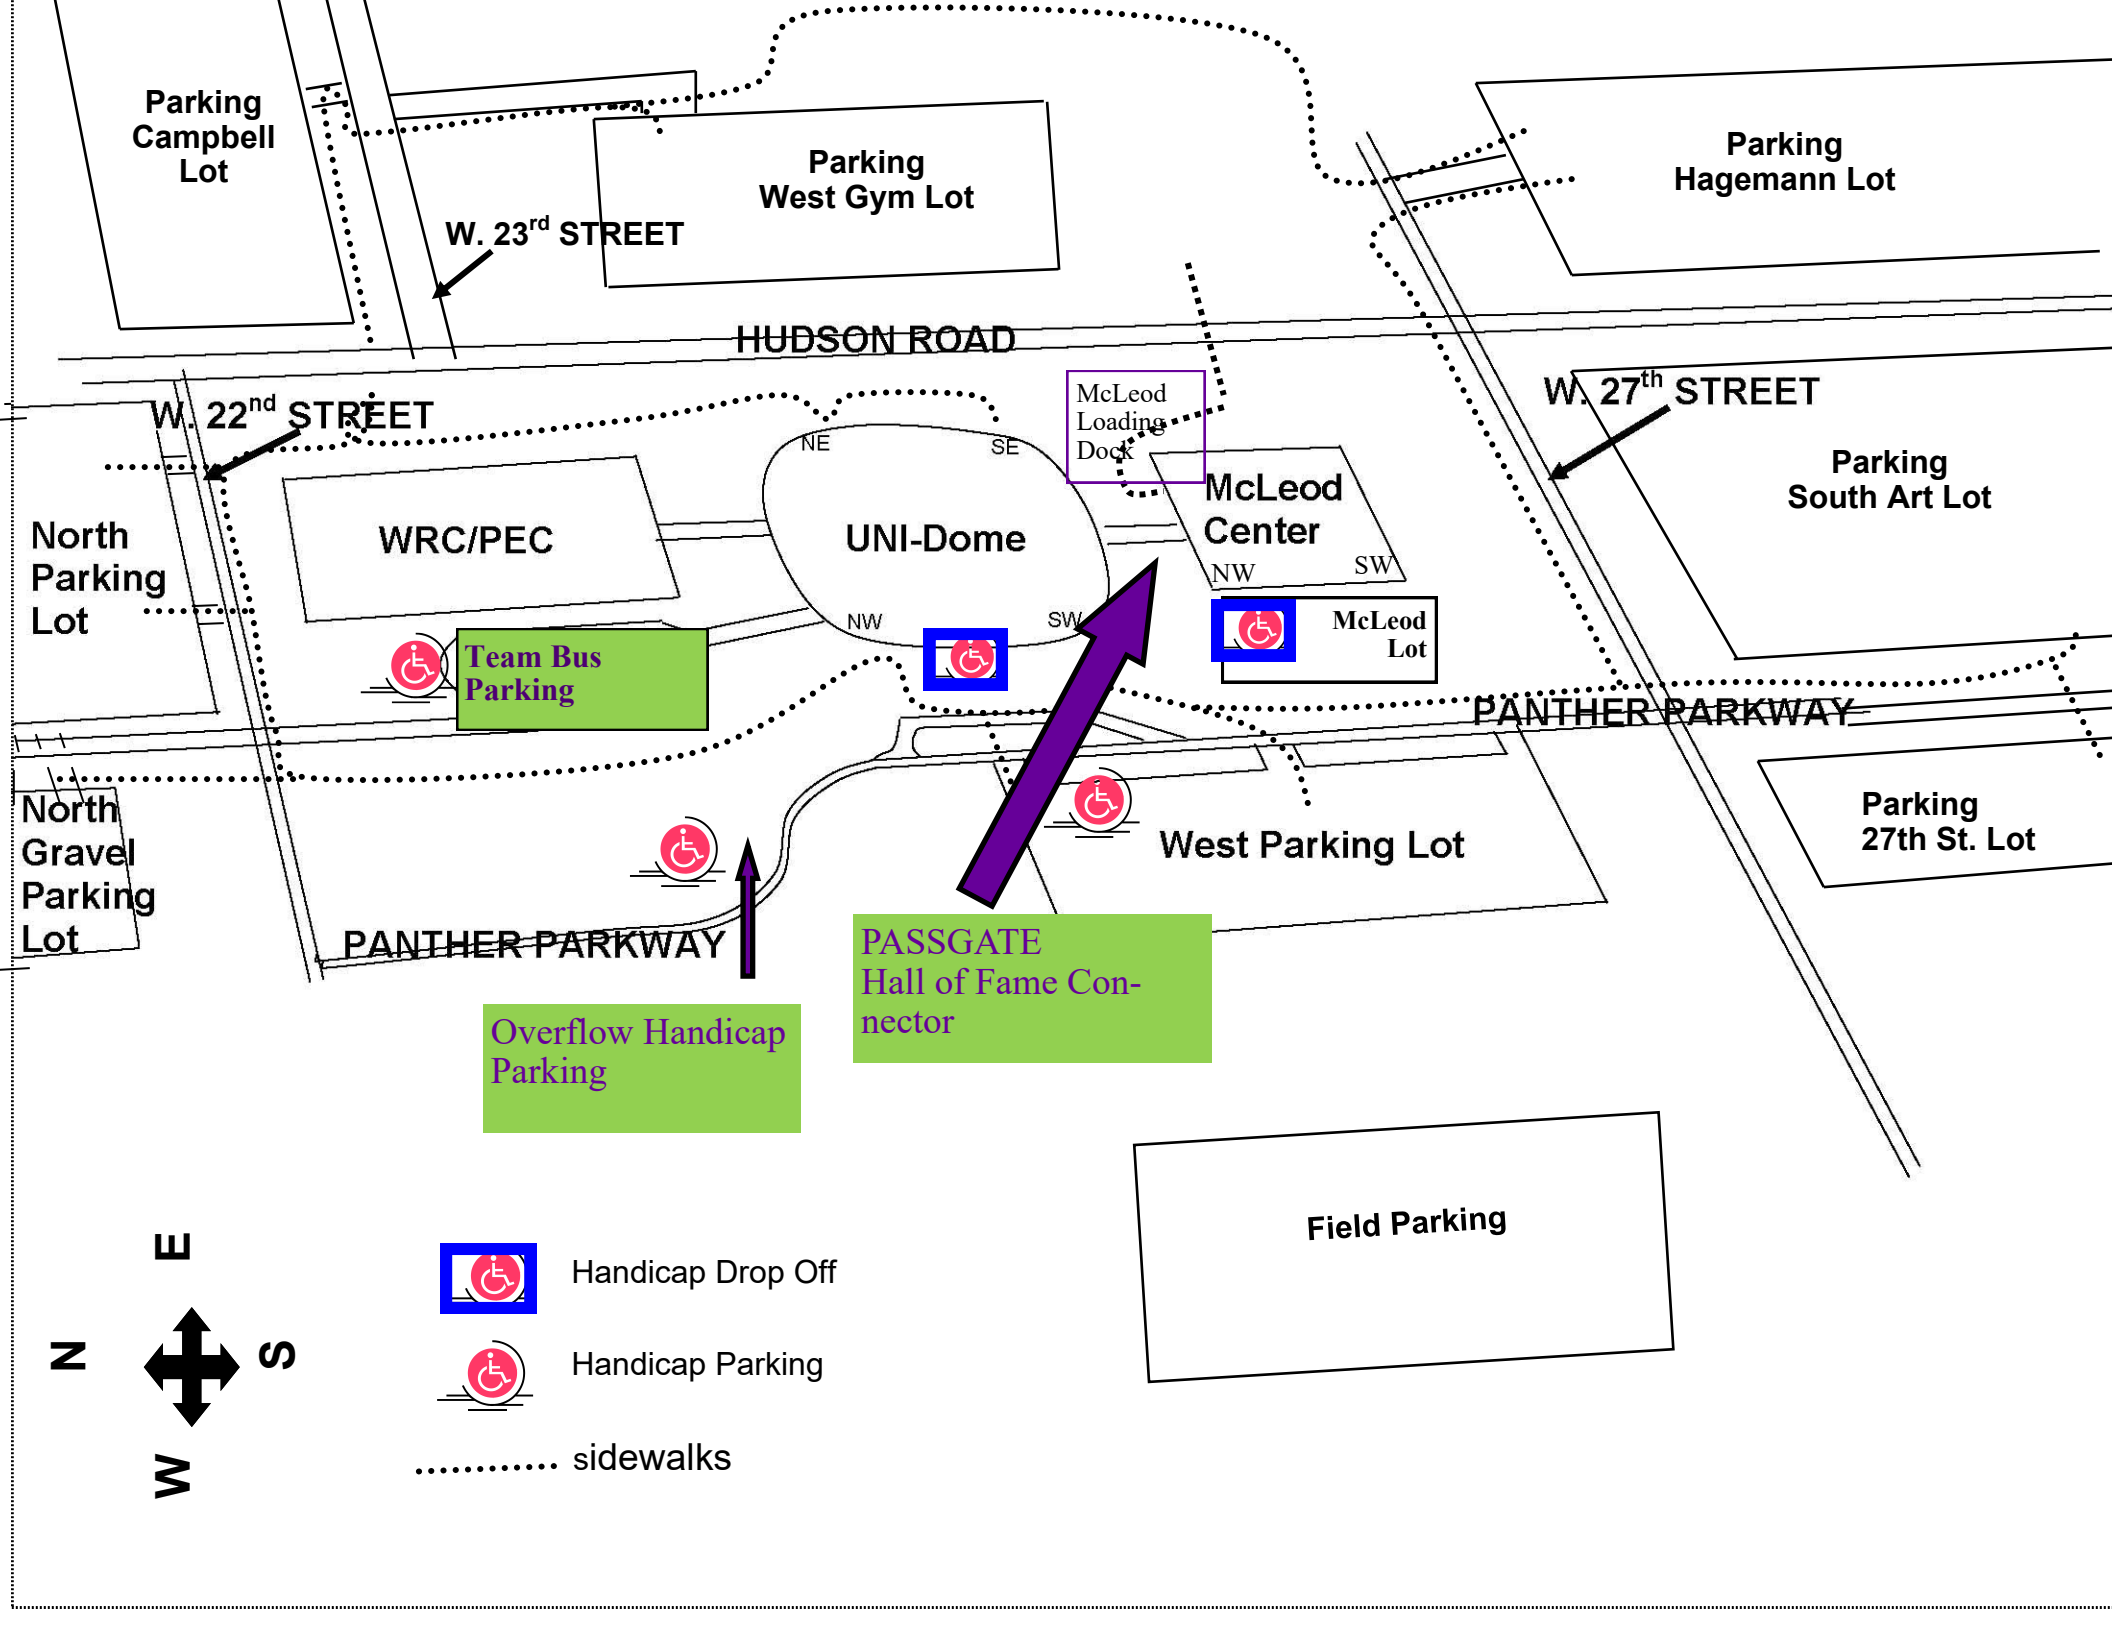 Parking
Campbell
Lot
Parking
West Gym Lot
Parking
Hagemann Lot
W. 23rd STREET
HUDSON ROAD
W. 22nd STREET
McLeod
Loading
Dock
W. 27th STREET
NE
SE
Parking
South Art Lot
North
Parking
Lot
WRC/PEC
UNI-Dome
McLeod
Center
NW
SW
NW
SW
McLeod
Lot
Team Bus
Parking
PANTHER PARKWAY
North
Gravel
Parking
Lot
West Parking Lot
Parking
27th St. Lot
PANTHER PARKWAY
PASSGATE
Hall of Fame Con-
nector
Overflow Handicap
Parking
Field Parking
E
N
S
W
Handicap Drop Off
Handicap Parking
sidewalks